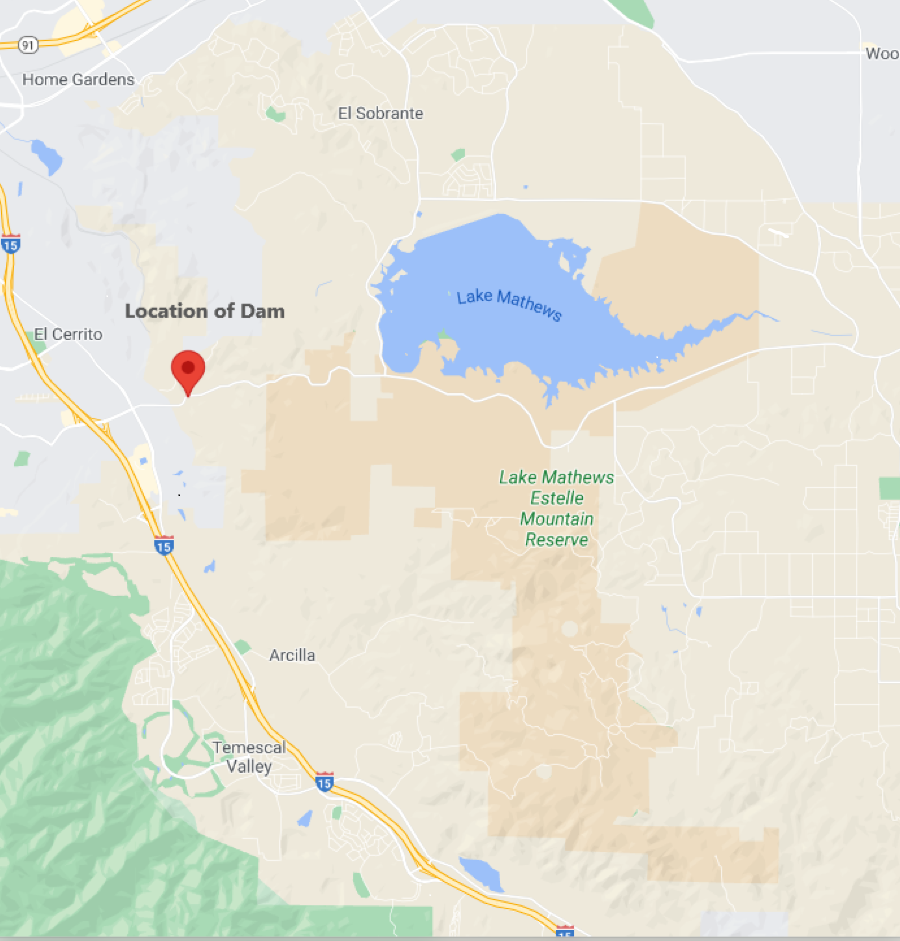 91
Woo
Home Gardens
El Sobrante
15
Lake Mathews
Location of Dam
El Cerrito
Lake Mathews
Estelle
Mountain
Reserve
15
Arcilla
Temescal
Valley
15
15